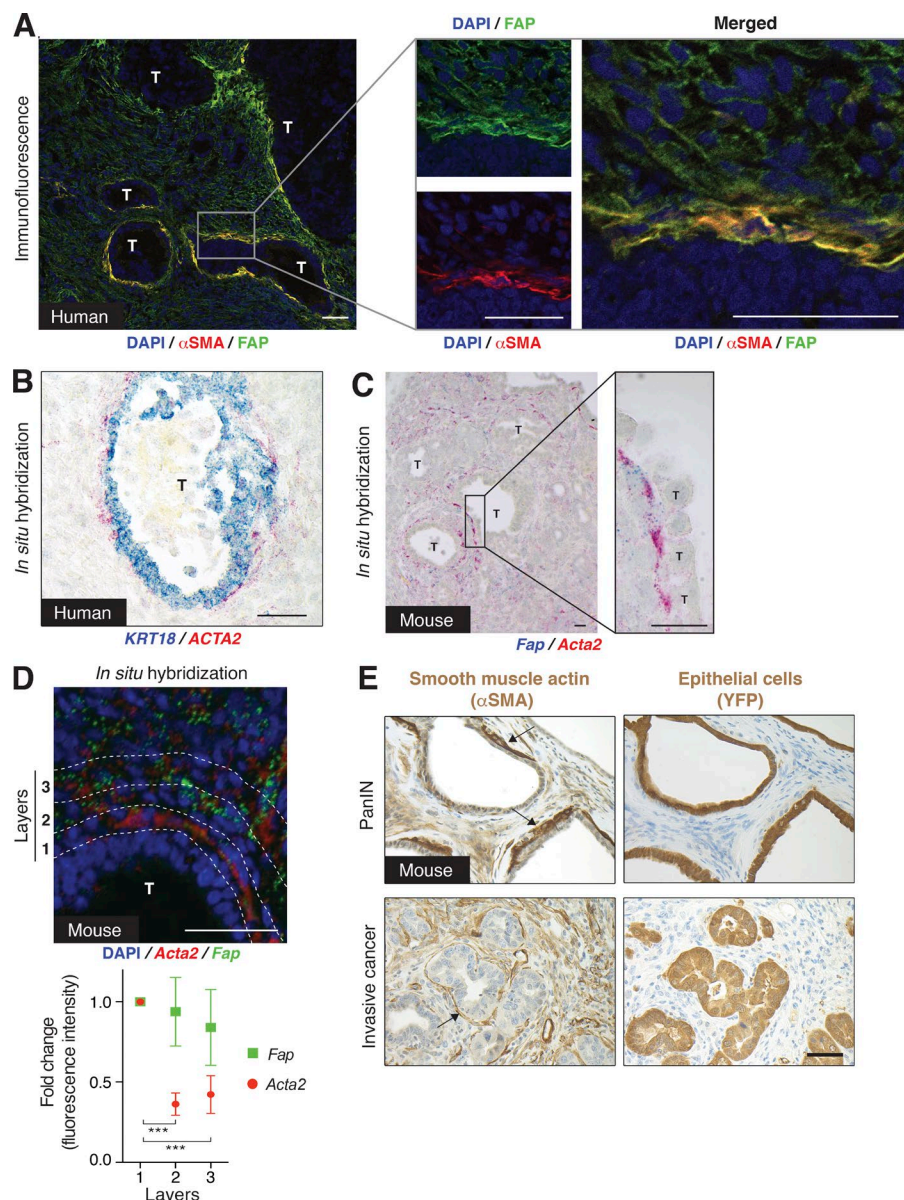 A
Immunofluorescence
T
T
T
T
T
Human
DAPI / αSMA / FAP
DAPI / FAP
DAPI / αSMA
Merged
DAPI / αSMA / FAP
B
In situ hybridization
T
Human
KRT18 / ACTA2
C
In situ hybridization
T
T
T
T
Mouse
T
T
T
Fap / Acta2
D
In situ hybridization
Layers
3
2
1
T
Mouse
DAPI / Acta2 / Fap
Fold change
(fluorescence intensity)
1.0
0.5
0.0
***
***
1 2 3
Layers
Fap
Acta2
E
Smooth muscle actin
(αSMA)
Epithelial cells
(YFP)
PanIN
Mouse
Invasive cancer